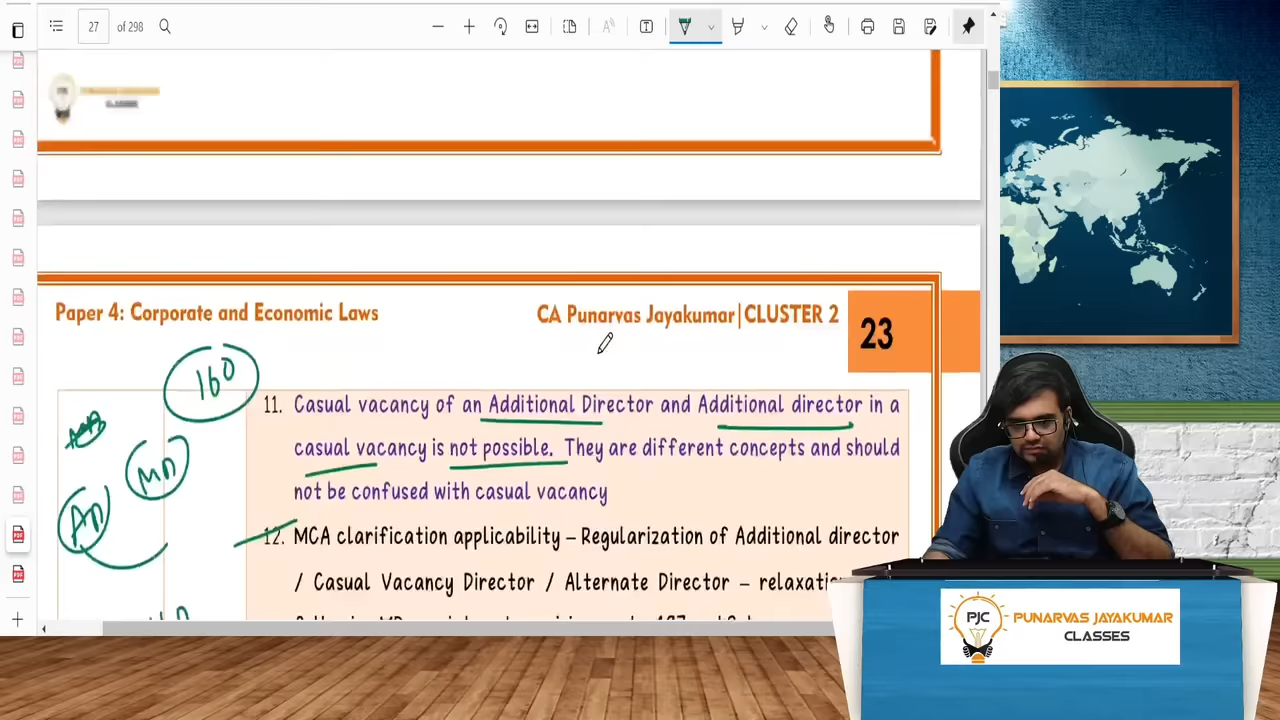 27 of 298
Paper 4: Corporate and Economic Laws
CA Punarvas Jayakumar|CLUSTER 2
23
160
MD
AD
11. Casual vacancy of an Additional Director and Additional director in a
casual vacancy is not possible. They are different concepts and should
not be confused with casual vacancy
12. MCA clarification applicability – Regularization of Additional director
/ Casual Vacancy Director / Alternate Director –
PJC
PUNARVAS JAYAKUMAR
CLASSES